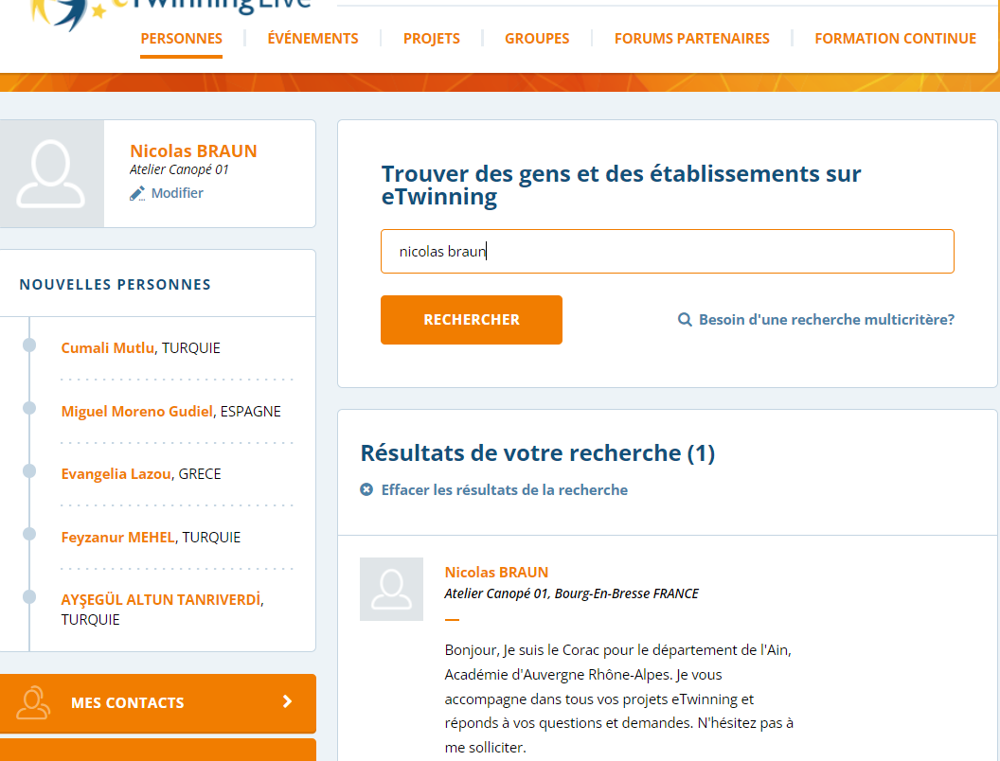 eTwinningLive
PERSONNES
ÉVÉNEMENTS
PROJETS
GROUPES
FORUMS PARTENAIRES
FORMATION CONTINUE
Nicolas BRAUN
Atelier Canopé 01
Modifier
NOUVELLES PERSONNES
Cumali Mutlu, TURQUIE
Miguel Moreno Gudiel, ESPAGNE
Evangelia Lazou, GRECE
Feyzanur MEHEL, TURQUIE
AYŞEGÜL ALTUN TANRIVERDİ,
TURQUIE
MES CONTACTS
Trouver des gens et des établissements sur
eTwinning
nicolas braun
RECHERCHER
Besoin d'une recherche multicritère?
Résultats de votre recherche (1)
Effacer les résultats de la recherche
Nicolas BRAUN
Atelier Canopé 01, Bourg-En-Bresse FRANCE
Bonjour, Je suis le Corac pour le département de l'Ain,
Académie d'Auvergne Rhône-Alpes. Je vous
accompagne dans tous vos projets eTwinning et
réponds à vos questions et demandes. N'hésitez pas à
me solliciter.